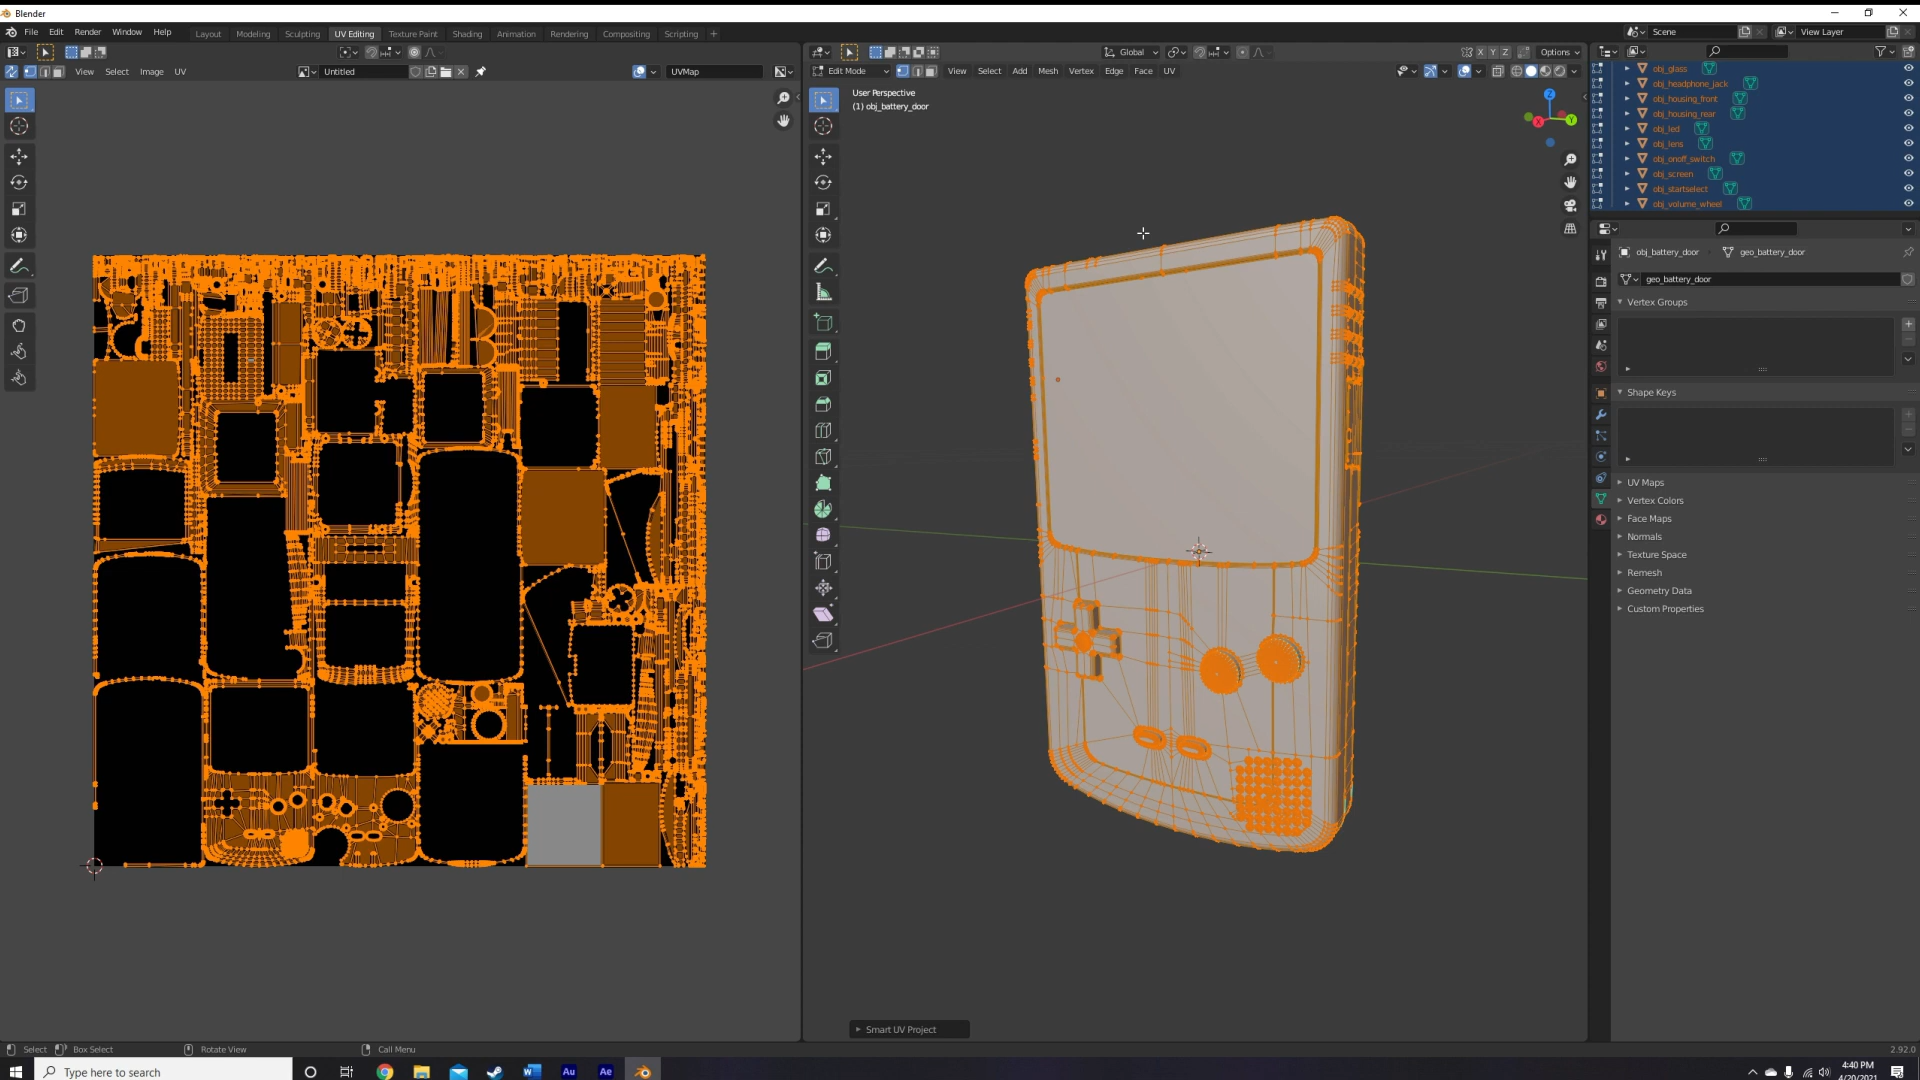 Blender
File Edit Render Window Help
Layout Modeling Sculpting UV Editing Texture Paint Shading Animation Rendering Compositing Scripting +
Scene
View Layer
Global
X Y Z
Options
View Select Image UV
Untitled
UVMap
Edit Mode
View Select Add Mesh Vertex Edge Face UV
User Perspective
(1) obj_battery_door
Z
X
Y
obj_glass
obj_headphone_jack
obj_housing_front
obj_housing_rear
obj_led
obj_lens
obj_onoff_switch
obj_screen
obj_startselect
obj_volume_wheel
obj_battery_door
geo_battery_door
geo_battery_door
Vertex Groups
Shape Keys
UV Maps
Vertex Colors
Face Maps
Normals
Texture Space
Remesh
Geometry Data
Custom Properties
Smart UV Project
Select
Box Select
Rotate View
Call Menu
2.92.0
Type here to search
Au
Ae
4:40 PM
4/20/2021